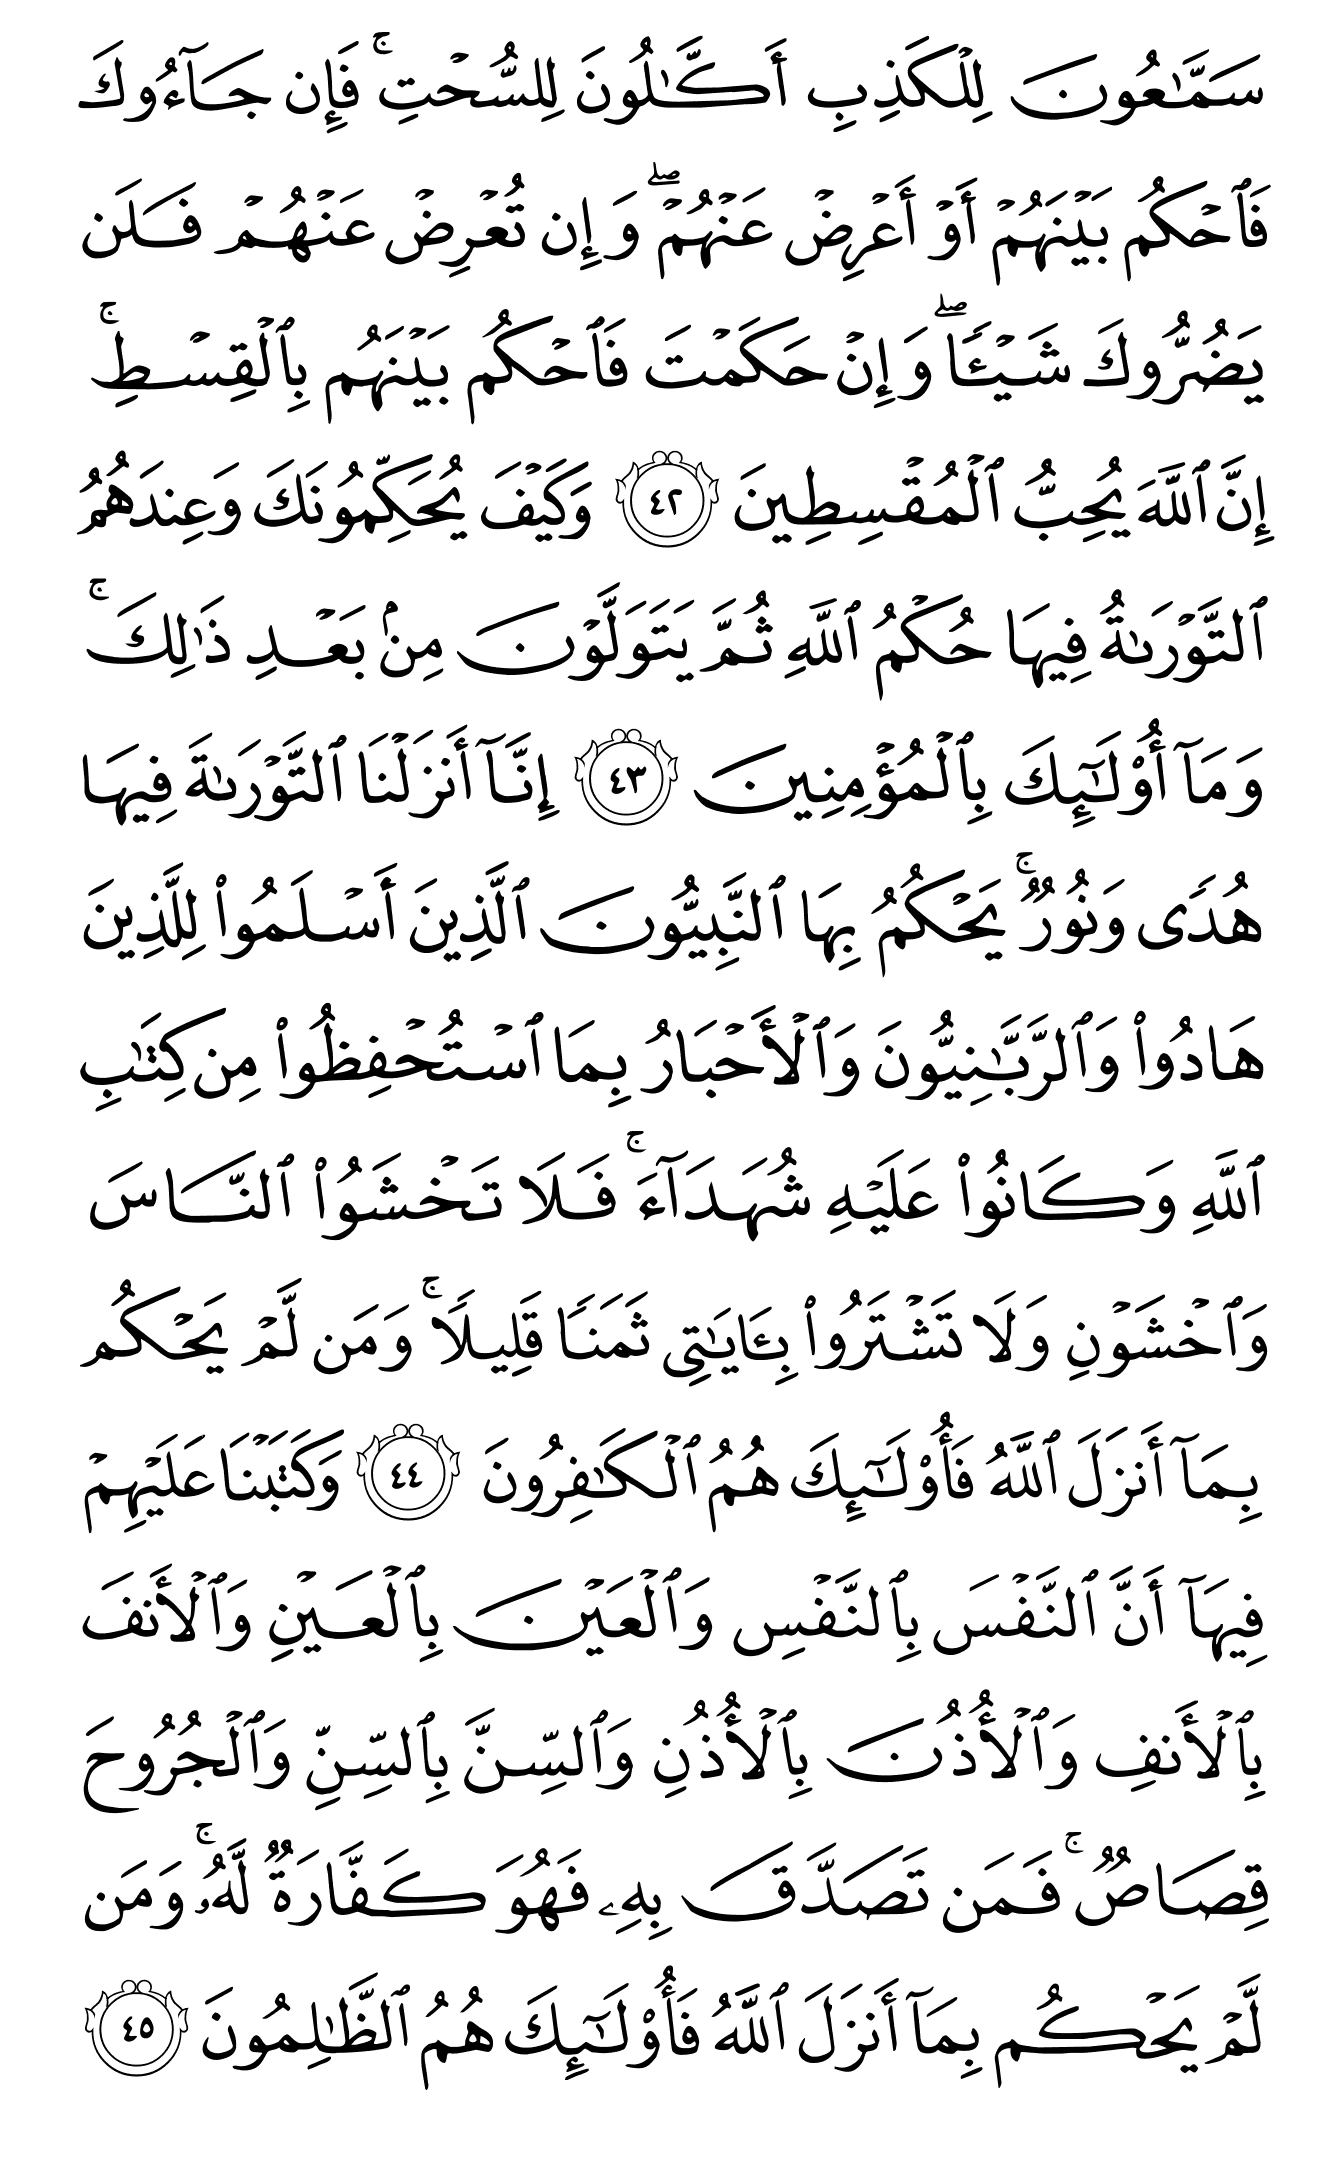 سَمَّٰعُونَ لِلۡكَذِبِ أَكَّٰلُونَ لِلسُّحۡتِۚ فَإِن جَآءُوكَ
فَٱحۡكُم بَيۡنَهُمۡ أَوۡ أَعۡرِضۡ عَنۡهُمۡۖ وَإِن تُعۡرِضۡ عَنۡهُمۡ فَلَن
يَضُرُّوكَ شَيۡـٔٗاۖ وَإِنۡ حَكَمۡتَ فَٱحۡكُم بَيۡنَهُم بِٱلۡقِسۡطِۚ
إِنَّ ٱللَّهَ يُحِبُّ ٱلۡمُقۡسِطِينَ ٤٢ وَكَيۡفَ يُحَكِّمُونَكَ وَعِندَهُمُ
ٱلتَّوۡرَىٰةُ فِيهَا حُكۡمُ ٱللَّهِ ثُمَّ يَتَوَلَّوۡنَ مِنۢ بَعۡدِ ذَٰلِكَۚ
وَمَآ أُوْلَٰٓئِكَ بِٱلۡمُؤۡمِنِينَ ٤٣ إِنَّآ أَنزَلۡنَا ٱلتَّوۡرَىٰةَ فِيهَا
هُدٗى وَنُورٞۚ يَحۡكُمُ بِهَا ٱلنَّبِيُّونَ ٱلَّذِينَ أَسۡلَمُواْ لِلَّذِينَ
هَادُواْ وَٱلرَّبَّٰنِيُّونَ وَٱلۡأَحۡبَارُ بِمَا ٱسۡتُحۡفِظُواْ مِن كِتَٰبِ
ٱللَّهِ وَكَانُواْ عَلَيۡهِ شُهَدَآءَۚ فَلَا تَخۡشَوُاْ ٱلنَّاسَ
وَٱخۡشَوۡنِ وَلَا تَشۡتَرُواْ بِـَٔايَٰتِي ثَمَنٗا قَلِيلٗاۚ وَمَن لَّمۡ يَحۡكُم
بِمَآ أَنزَلَ ٱللَّهُ فَأُوْلَٰٓئِكَ هُمُ ٱلۡكَٰفِرُونَ ٤٤ وَكَتَبۡنَا عَلَيۡهِمۡ
فِيهَآ أَنَّ ٱلنَّفۡسَ بِٱلنَّفۡسِ وَٱلۡعَيۡنَ بِٱلۡعَيۡنِ وَٱلۡأَنفَ
بِٱلۡأَنفِ وَٱلۡأُذُنَ بِٱلۡأُذُنِ وَٱلسِّنَّ بِٱلسِّنِّ وَٱلۡجُرُوحَ
قِصَاصٞۚ فَمَن تَصَدَّقَ بِهِۦ فَهُوَ كَفَّارَةٞ لَّهُۥۚ وَمَن
لَّمۡ يَحۡكُم بِمَآ أَنزَلَ ٱللَّهُ فَأُوْلَٰٓئِكَ هُمُ ٱلظَّٰلِمُونَ ٤٥